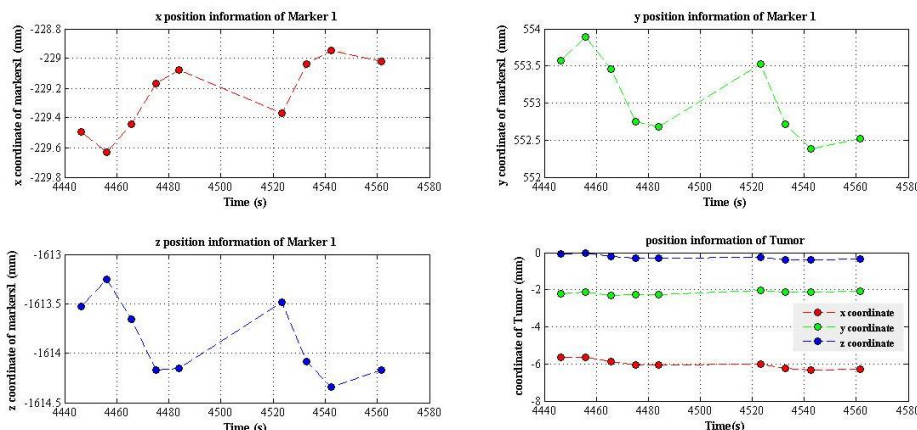 x position information of Marker 1
x coordinate of markers1 (mm)
-228.8
-229
-229.2
-229.4
-229.6
-229.8
4440 4460 4480 4500 4520 4540 4560 4580
Time (s)
y position information of Marker 1
y coordinate of markers1 (mm)
554
553.5
553
552.5
552
4440 4460 4480 4500 4520 4540 4560 4580
Time (s)
z position information of Marker 1
z coordinate of markers1 (mm)
-1613
-1613.5
-1614
-1614.5
4440 4460 4480 4500 4520 4540 4560 4580
Time (s)
position information of Tumor
coordinate of Tumor (mm)
0
-2
-4
-6
-8
x coordinate
y coordinate
z coordinate
4440 4460 4480 4500 4520 4540 4560 4580
Time(s)